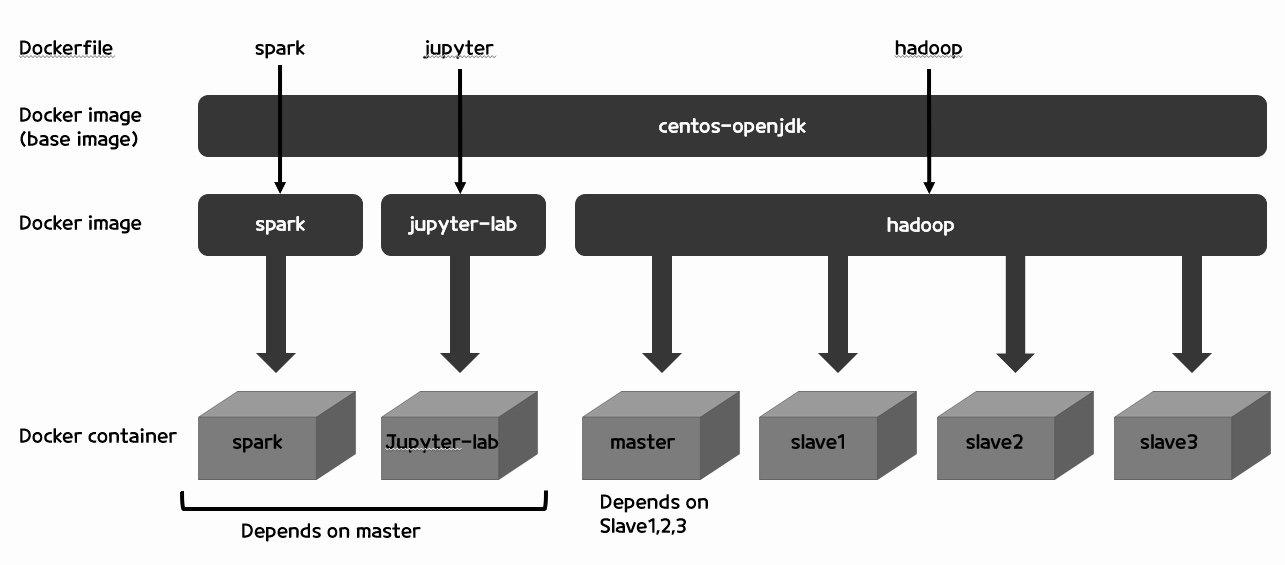 Dockerfile
spark
jupyter
hadoop
Docker image
(base image)
centos-openjdk
Docker image
spark
jupyter-lab
hadoop
Docker container
spark
Jupyter-lab
master
slave1
slave2
slave3
Depends on master
Depends on
Slave1,2,3